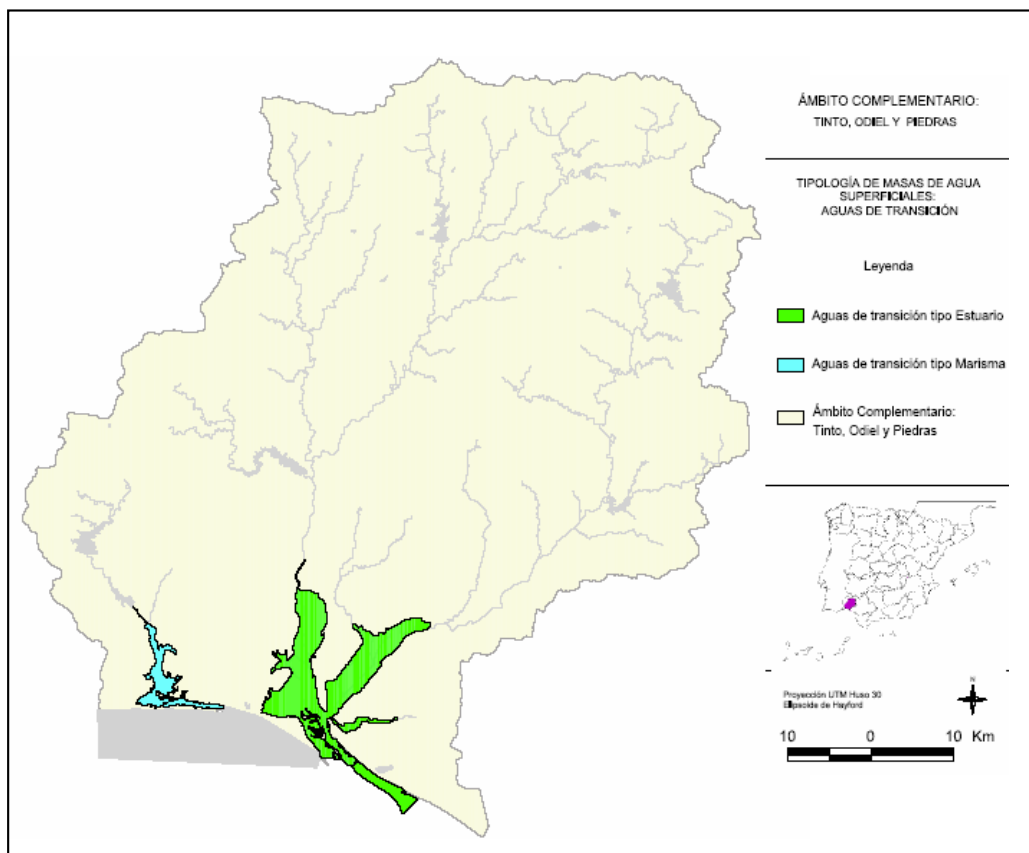 ÁMBITO COMPLEMENTARIO:
TINTO, ODIEL Y PIEDRAS
TIPOLOGÍA DE MASAS DE AGUA
SUPERFICIALES:
AGUAS DE TRANSICIÓN
Leyenda
Aguas de transición tipo Estuario
Aguas de transición tipo Marisma
Ámbito Complementario:
Tinto, Odiel y Piedras
Proyección UTM Huso 30
Elipsoide de Hayford
N
10 0 10 Km